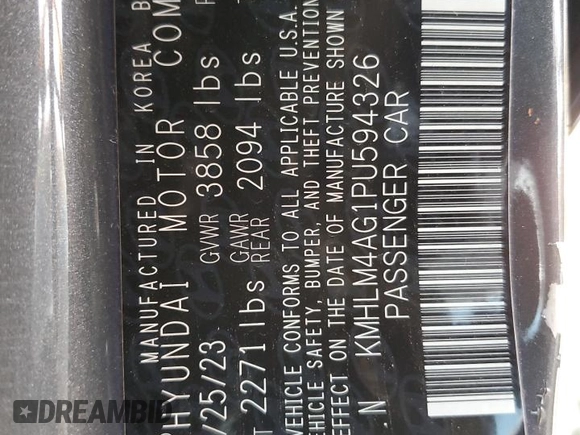 MANUFACTURED IN KOREA B
HYUNDAI MOTOR COM
/25/23 GVWR 3858 lbs
2271 lbs GAWR REAR 2094 lbs
VEHICLE CONFORMS TO ALL APPLICABLE U.S.A.
VEHICLE SAFETY, BUMPER, AND THEFT PREVENTION
EFFECT ON THE DATE OF MANUFACTURE SHOWN
.N KMHLM4AG1PU594326
PASSENGER CAR
DREAMBID